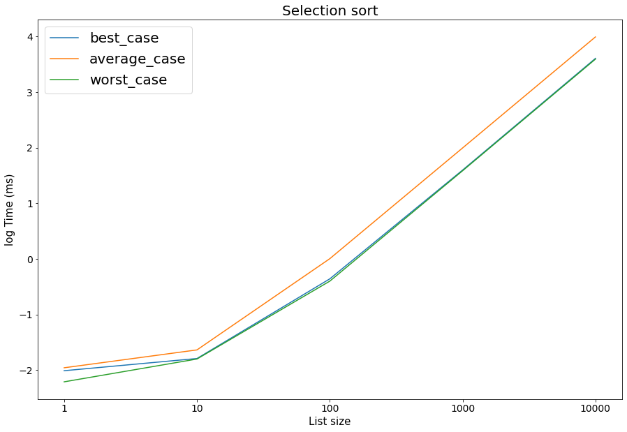 Selection sort
best_case
average_case
worst_case
4
3
2
1
0
−1
−2
log Time (ms)
1 10 100 1000 10000
List size